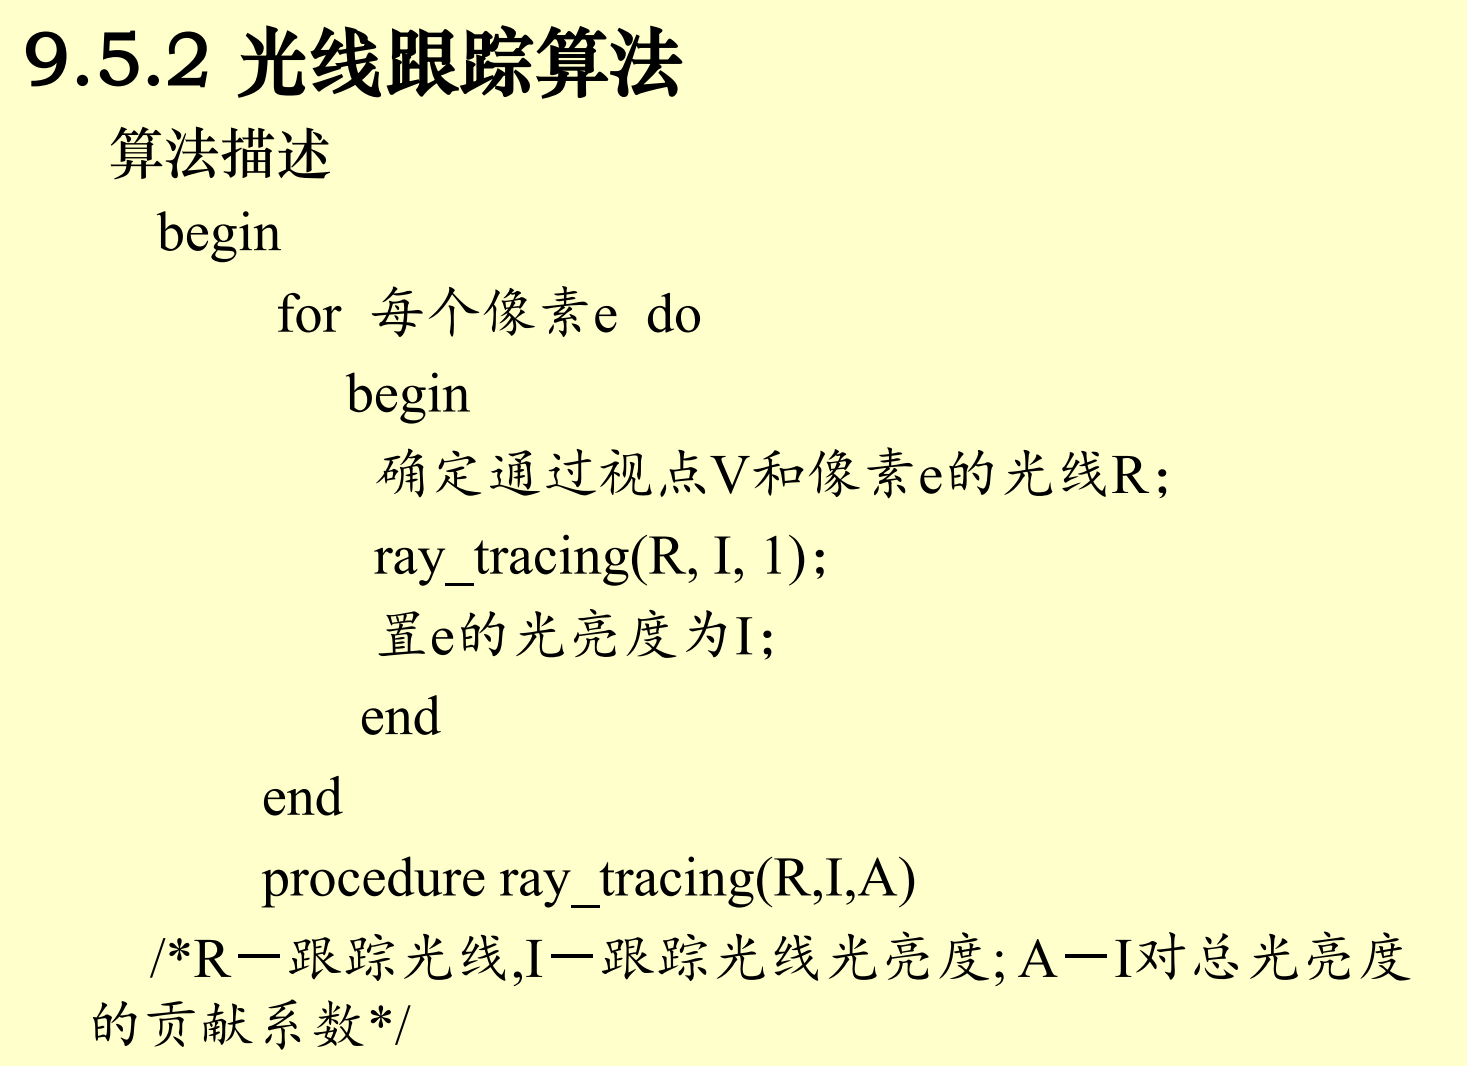 9.5.2 光线跟踪算法
算法描述
begin
for 每个像素e do
begin
确定通过视点V和像素e的光线R；
ray_tracing(R, I, 1)；
置e的光亮度为I；
end
end
procedure ray_tracing(R,I,A)
/*R－跟踪光线,I－跟踪光线光亮度; A－I对总光亮度
的贡献系数*/